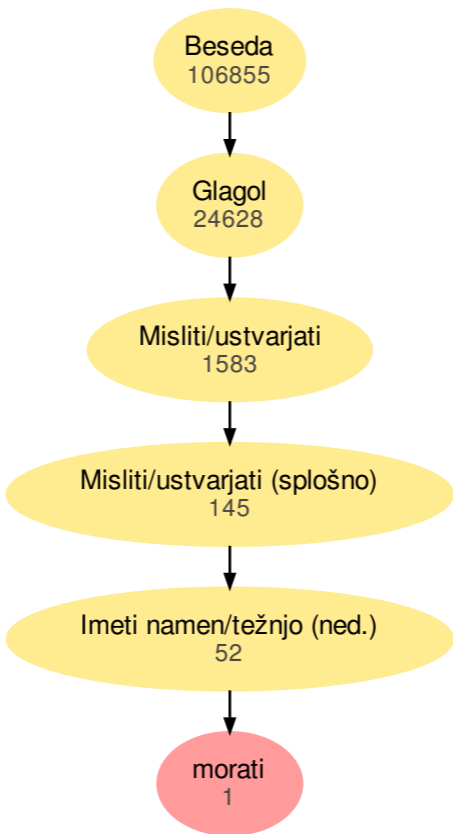 Beseda
106855
Glagol
24628
Misliti/ustvarjati
1583
Misliti/ustvarjati (splošno)
145
Imeti namen/težnjo (ned.)
52
morati
1